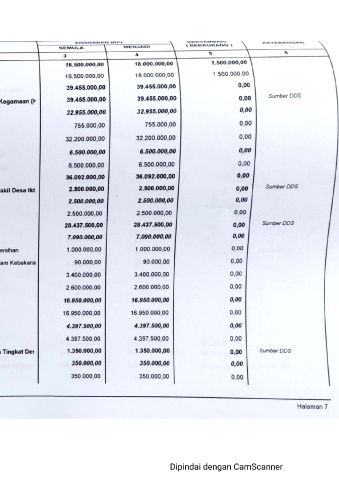 ANGGARAN (RP)
SEMULA MENJADI (BERKURANG) KETERANGAN
3 4 5 6
16.500.000,00 18.000.000,00 1.500.000,00
16.500.000,00 18.000.000,00 1.500.000,00
39.455.000,00 39.455.000,00 0,00
Kegamaan (H 39.455.000,00 39.455.000,00 0,00 Sumber DDS
32.955.000,00 32.955.000,00 0,00
755.000,00 755.000,00 0,00
32.200.000,00 32.200.000,00 0,00
6.500.000,00 6.500.000,00 0,00
6.500.000,00 6.500.000,00 0,00
36.092.000,00 36.092.000,00 0,00
akil Desa tkt 2.500.000,00 2.500.000,00 0,00 Sumber DDS
2.500.000,00 2.500.000,00 0,00
2.500.000,00 2.500.000,00 0,00
28.437.500,00 28.437.500,00 0,00 Sumber DDS
7.090.000,00 7.090.000,00 0,00
ersihan 1.000.000,00 1.000.000,00 0,00
am Kebakara 90.000,00 90.000,00 0,00
3.400.000,00 3.400.000,00 0,00
2.600.000,00 2.600.000,00 0,00
16.950.000,00 16.950.000,00 0,00
16.950.000,00 16.950.000,00 0,00
4.397.500,00 4.397.500,00 0,00
4.397.500,00 4.397.500,00 0,00
Tingkat Des 1.350.000,00 1.350.000,00 0,00 Sumber DDS
350.000,00 350.000,00 0,00
350.000,00 350.000,00 0,00
Halaman 7
Dipindai dengan CamScanner